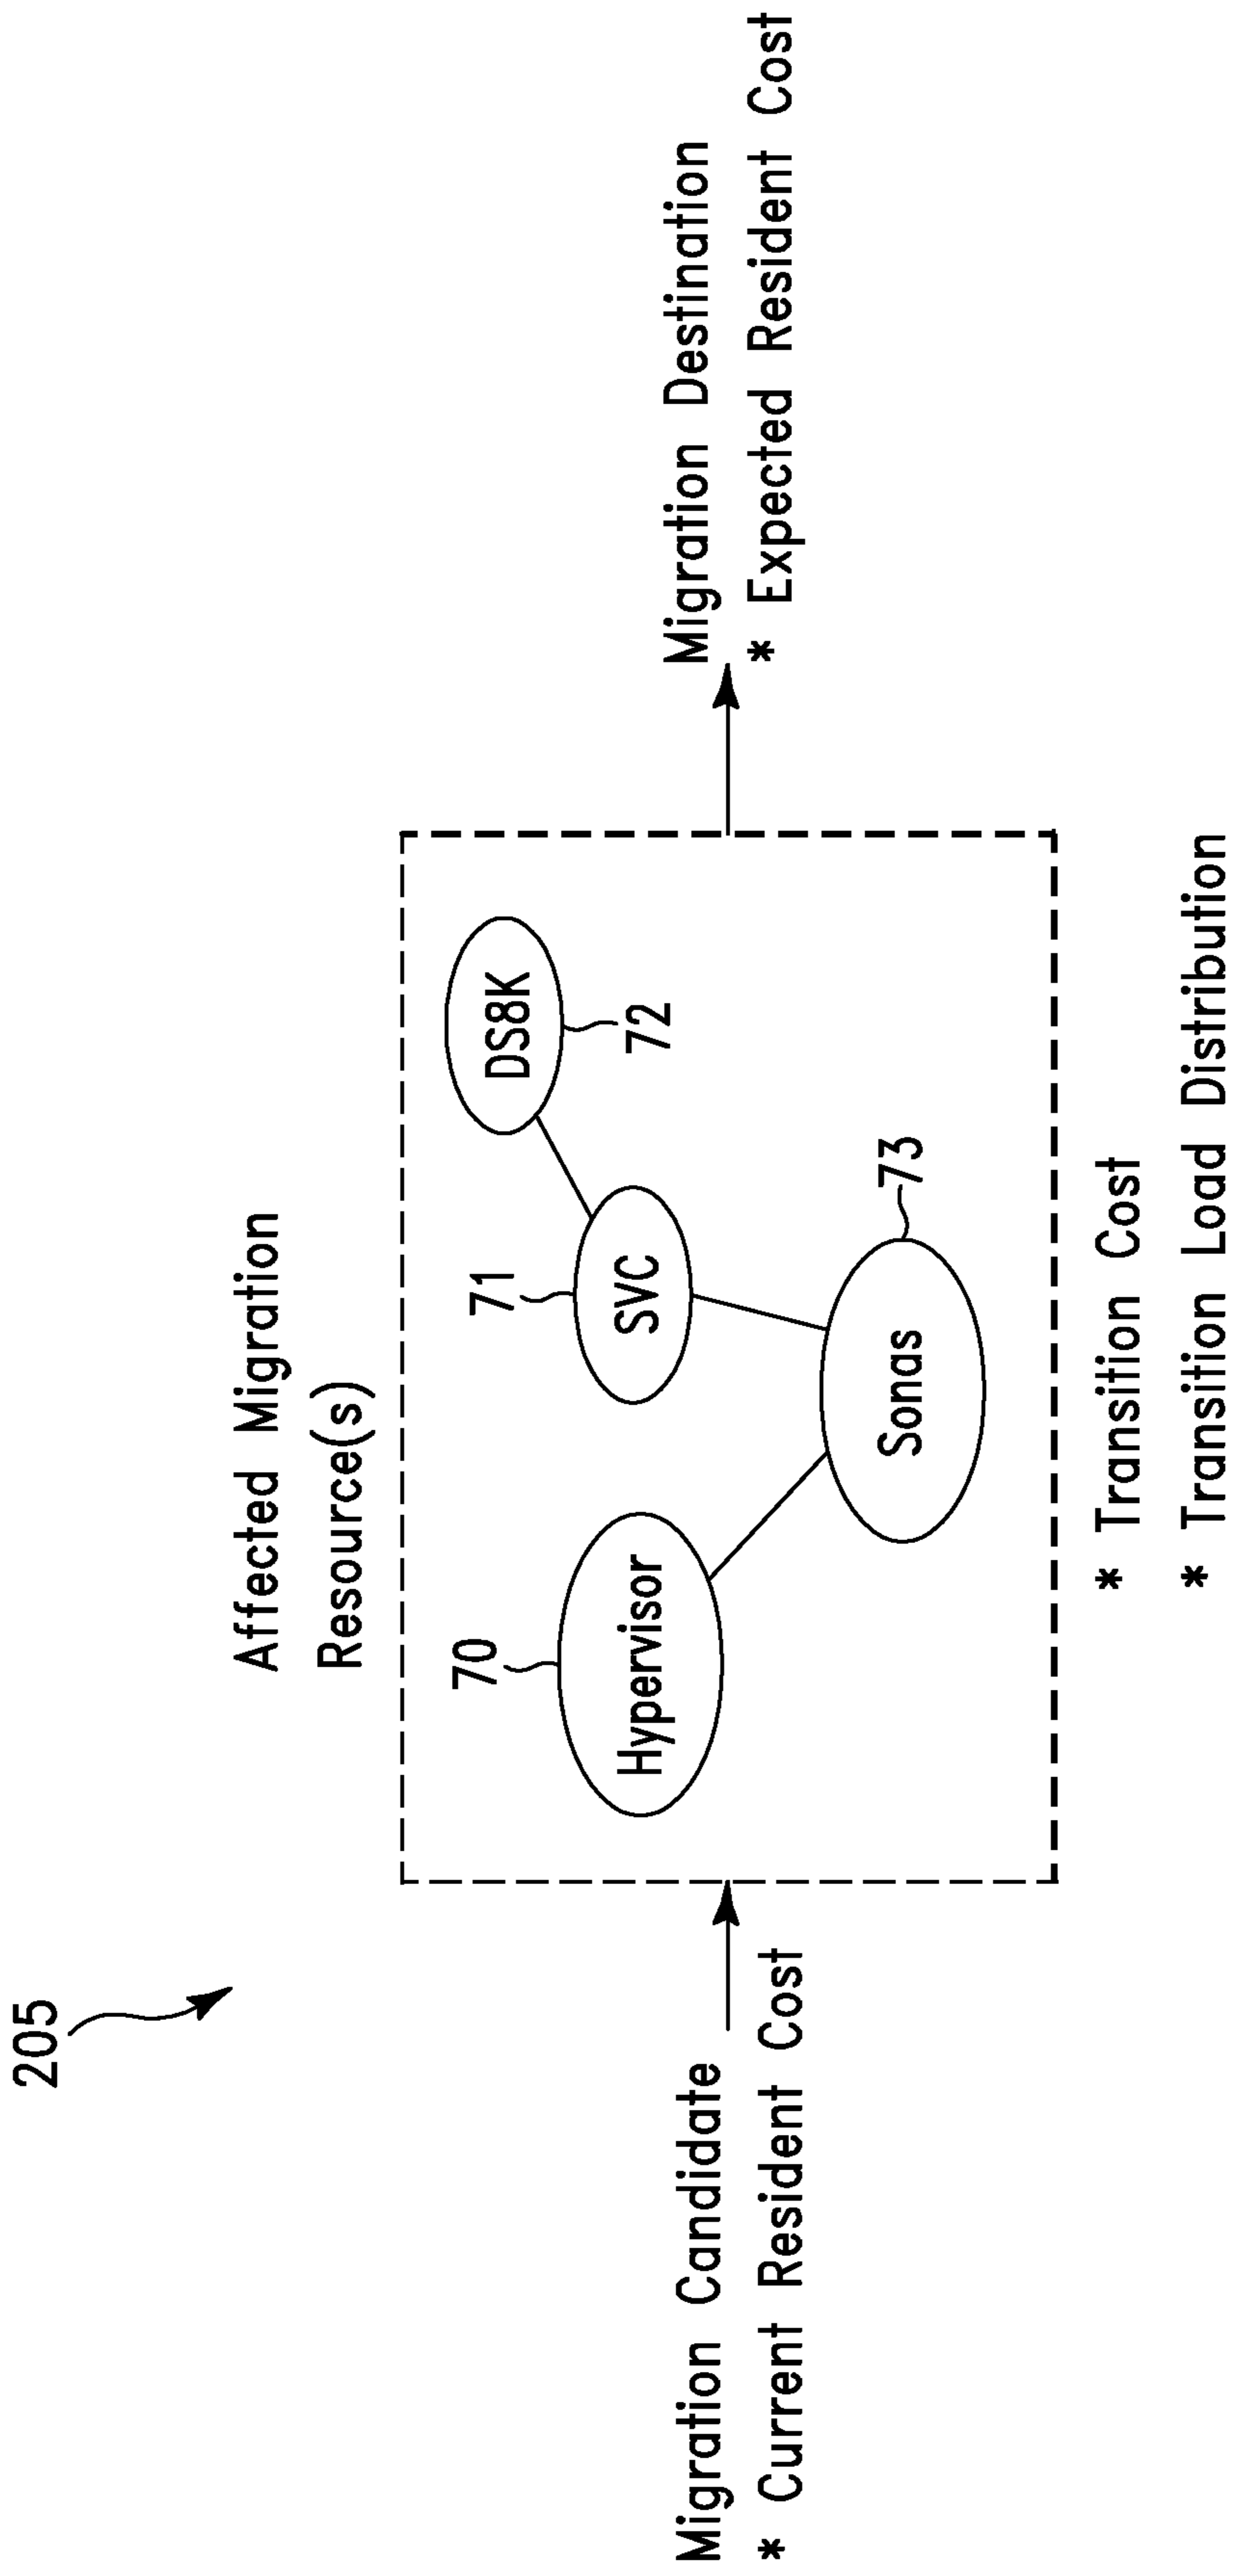 205
Affected Migration
Resource(s)
Migration Candidate
* Current Resident Cost
70
Hypervisor
71
SVC
DS8K
72
Sonas
73
Migration Destination
* Expected Resident Cost
* Transition Cost
* Transition Load Distribution